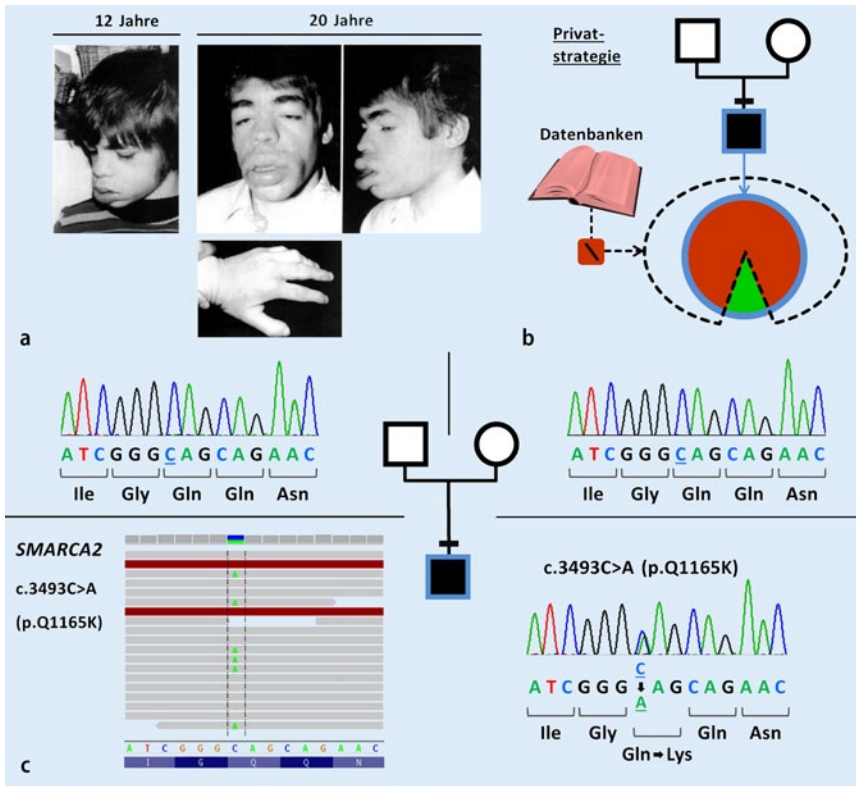 12 Jahre
20 Jahre
a
Privat-
strategie
Datenbanken
b
A T C G G G C A G C A G A A C
Ile Gly Gln Gln Asn
A T C G G G C A G C A G A A C
Ile Gly Gln Gln Asn
SMARCA2
c.3493C>A
(p.Q1165K)
A
A
A
A
A
A
A T C G G G C A G C A G A A C
I G Q Q N
c
c.3493C>A (p.Q1165K)
C
A T C G G G A G C A G A A C
A
Ile Gly Gln Asn
Gln Lys